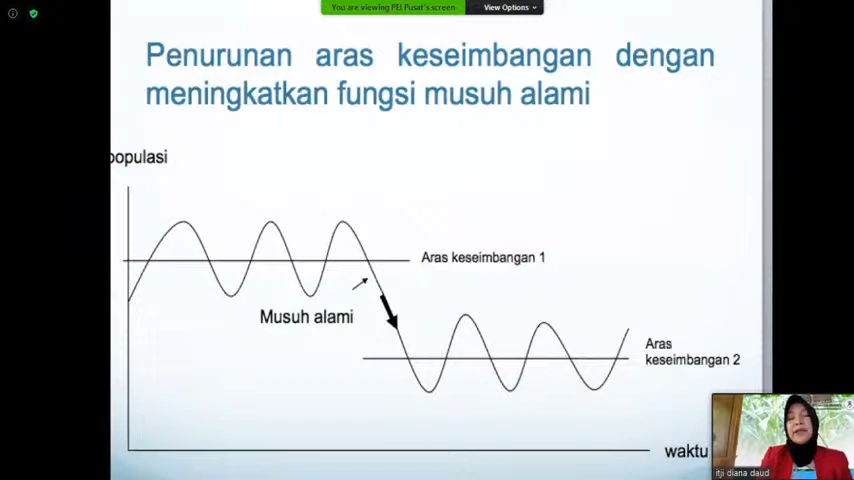 You are viewing PEI Pusat's screen
View Options
Penurunan aras keseimbangan dengan
meningkatkan fungsi musuh alami
populasi
Aras keseimbangan 1
Musuh alami
Aras
keseimbangan 2
waktu
itji diana daud